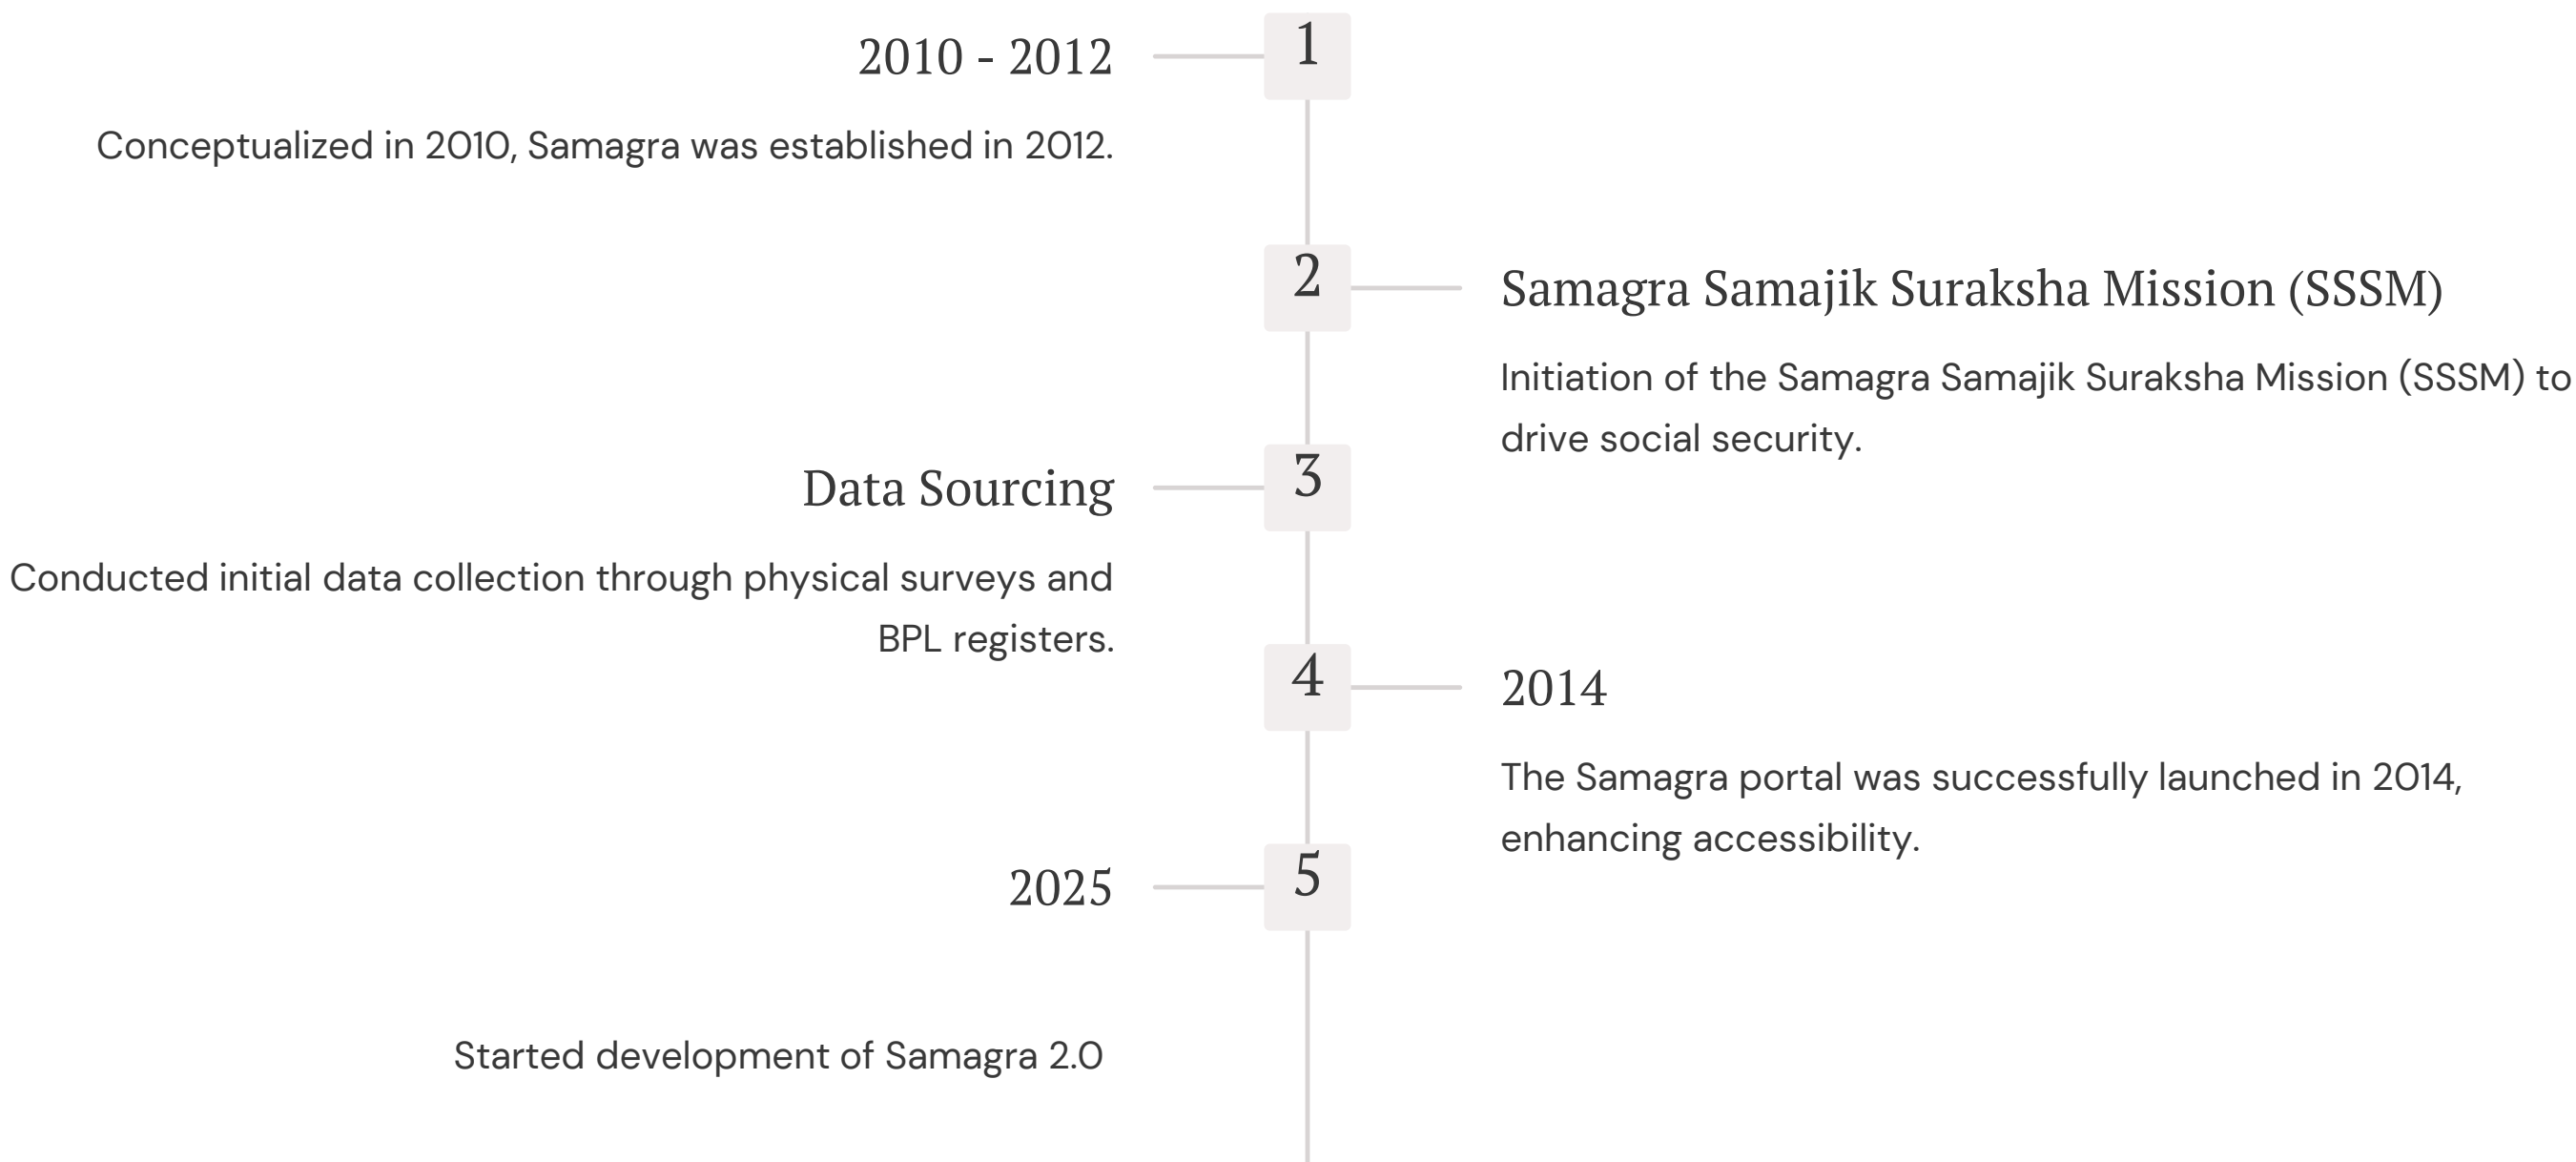 1
2010 - 2012
Conceptualized in 2010, Samagra was established in 2012.
2
Samagra Samajik Suraksha Mission (SSSM)
Initiation of the Samagra Samajik Suraksha Mission (SSSM) to
drive social security.
3
Data Sourcing
Conducted initial data collection through physical surveys and
BPL registers.
4
2014
The Samagra portal was successfully launched in 2014,
enhancing accessibility.
5
2025
Started development of Samagra 2.0